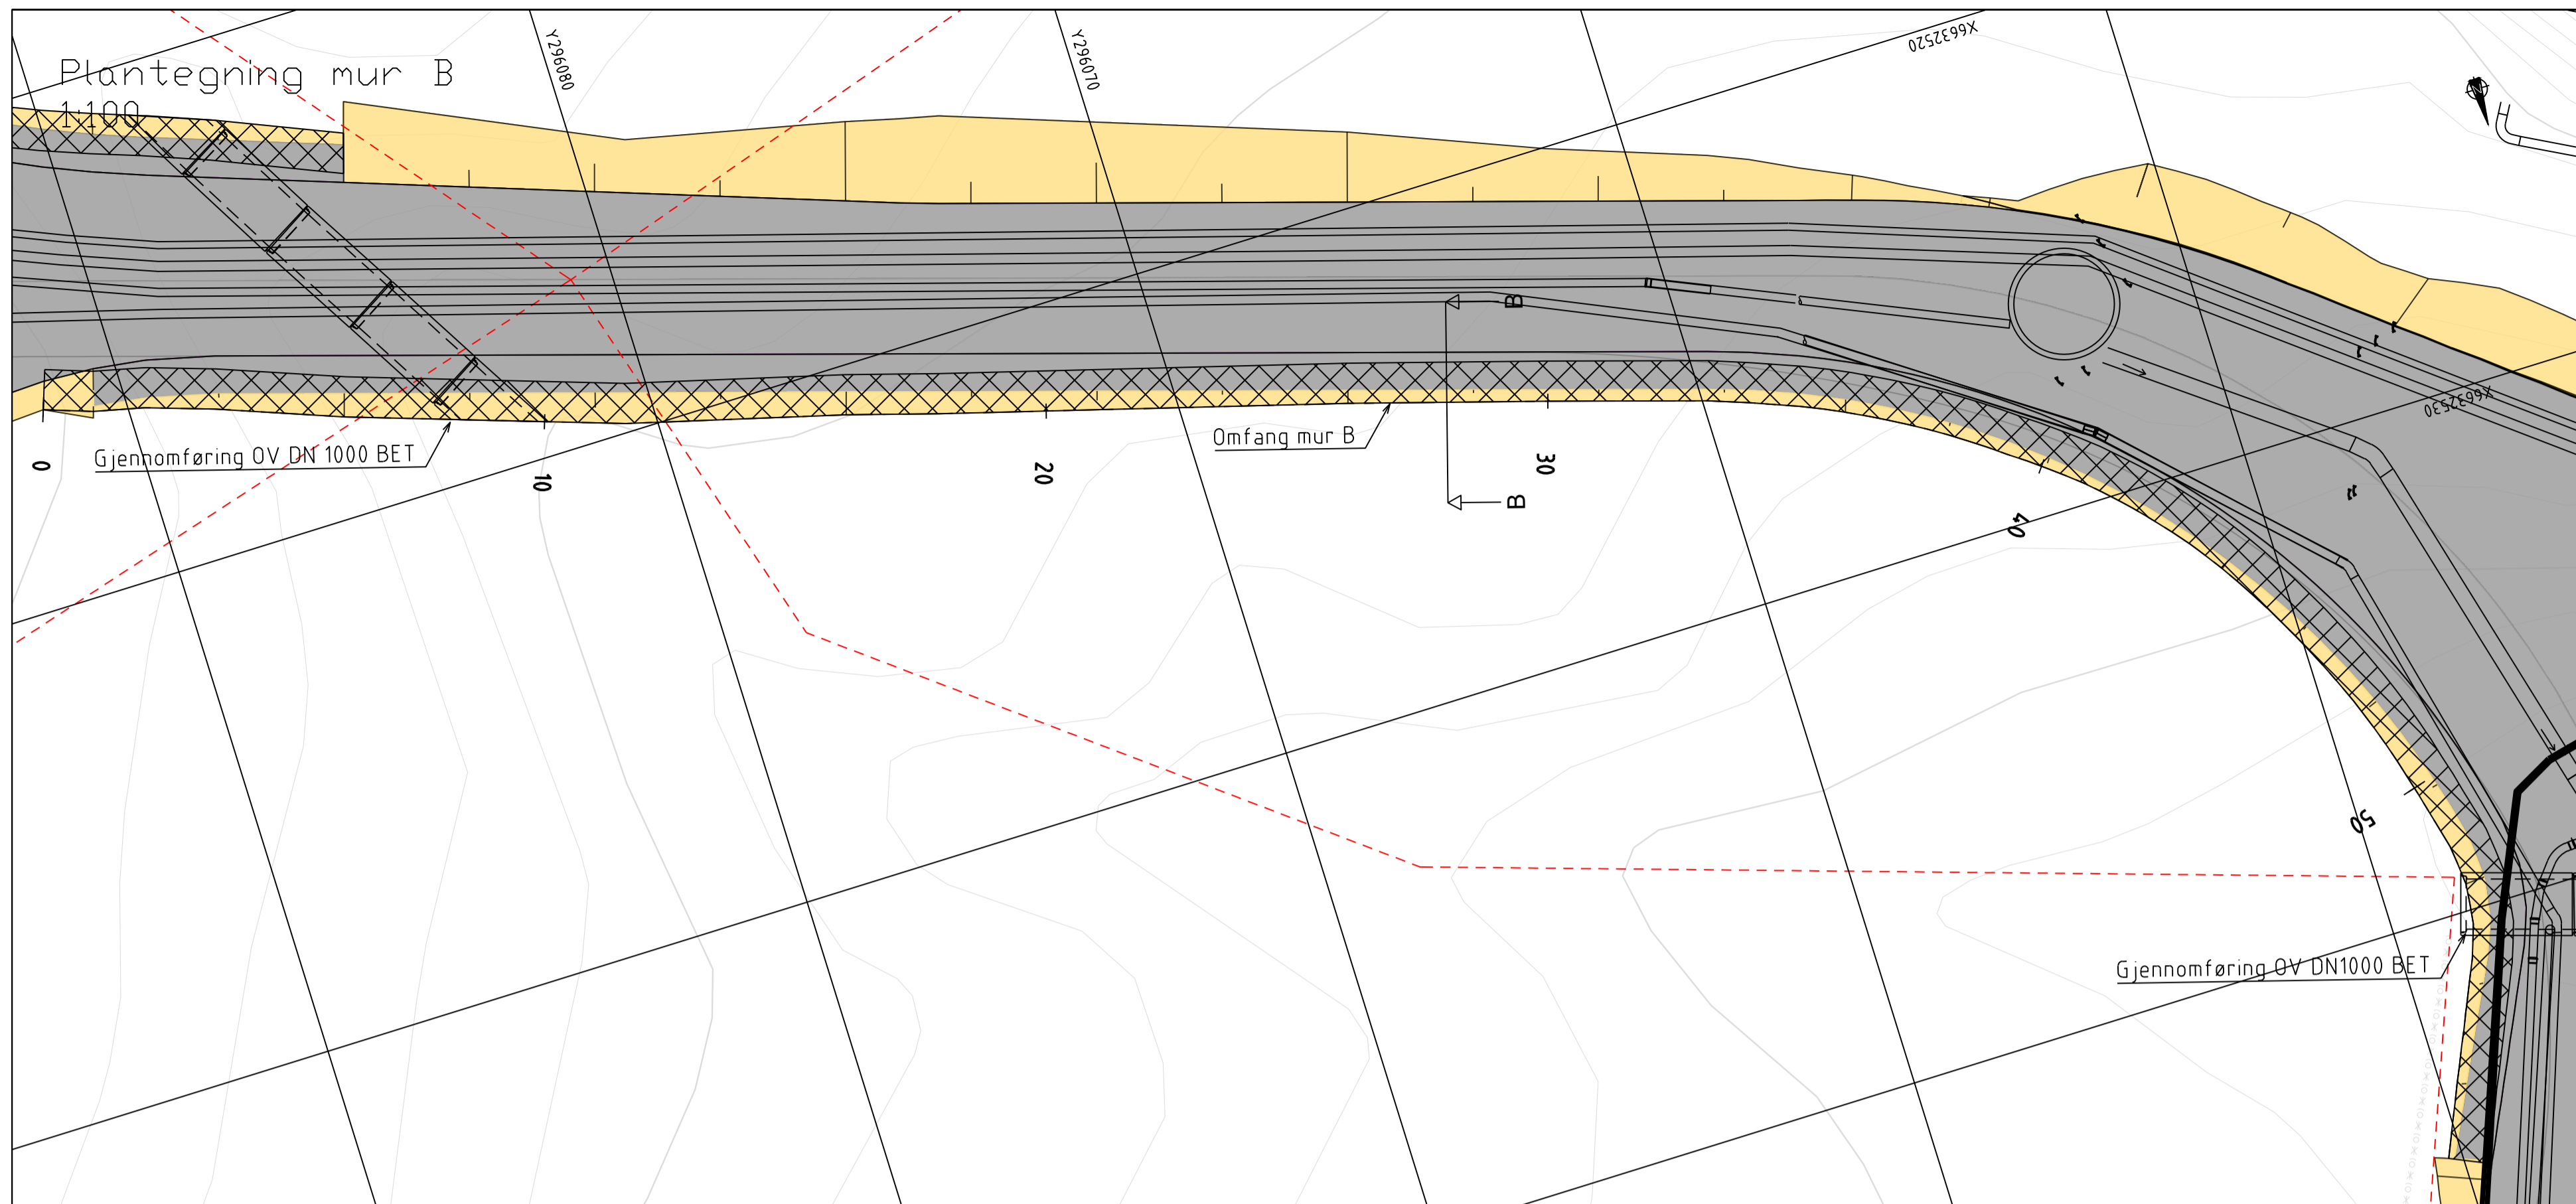 Plantegning mur B
1:100
Y296080
Y296070
X6632520
N
B
X6632530
Omfang mur B
Gjennomføring OV DN 1000 BET
0
10
20
30
B
40
50
Gjennomføring OV DN1000 BET